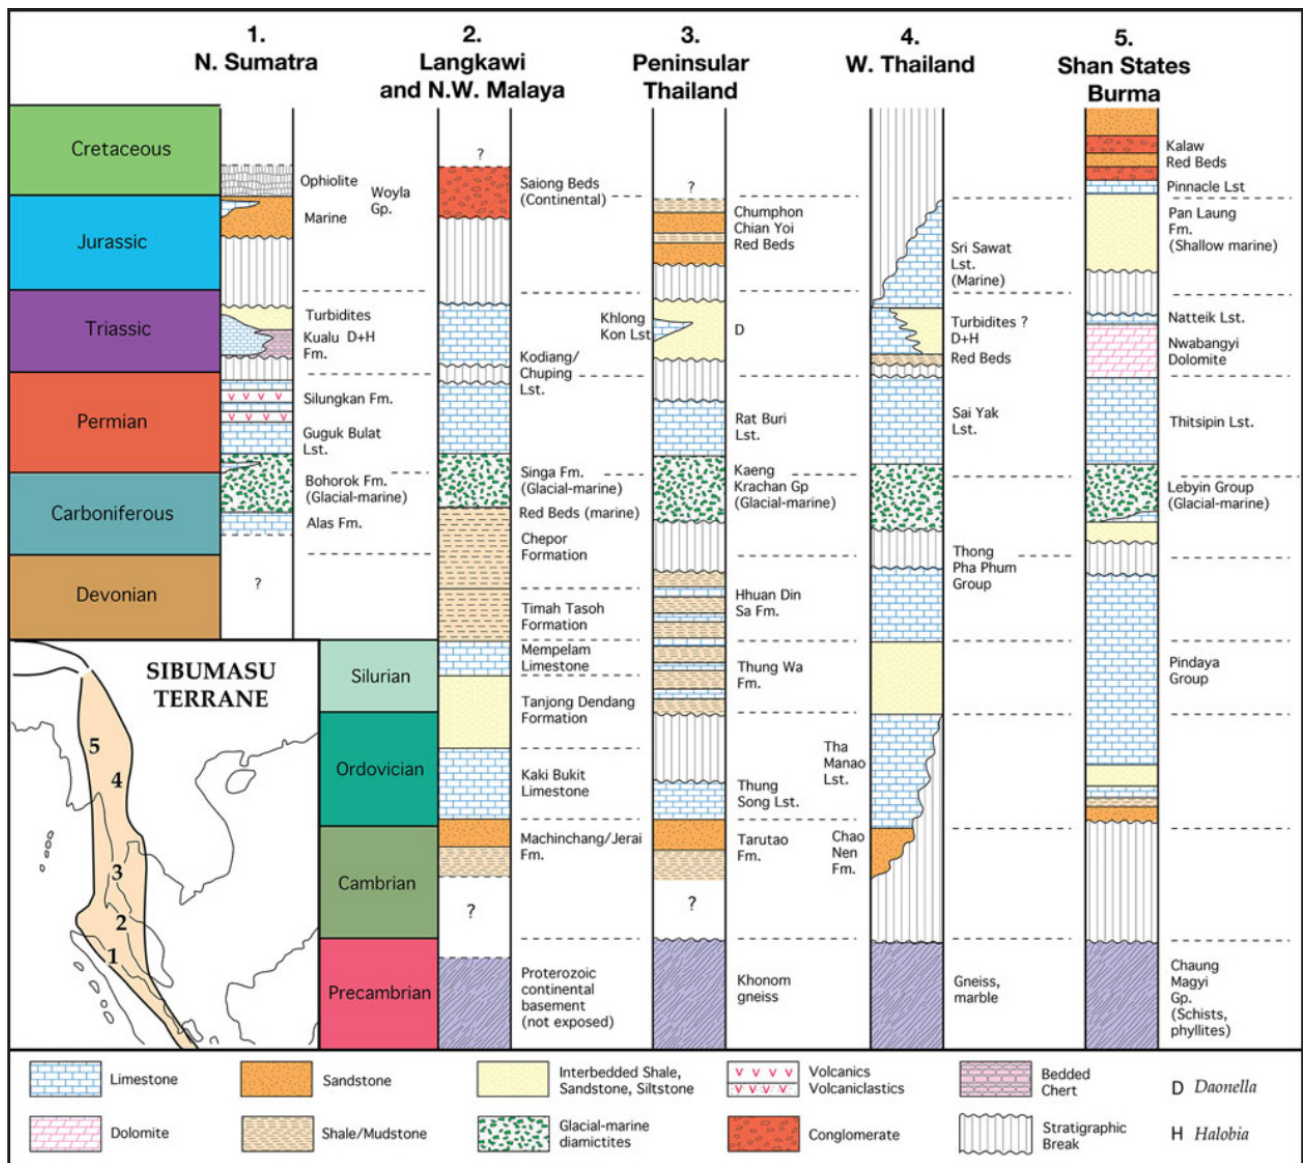 1.
N. Sumatra
2.
Langkawi
and N.W. Malaya
3.
Peninsular
Thailand
4.
W. Thailand
5.
Shan States
Burma
Cretaceous
Jurassic
Triassic
Permian
Carboniferous
Devonian
Silurian
Ordovician
Cambrian
Precambrian
Ophiolite
Woyla
Gp.
Marine
Turbidites
Kualu D+H
Fm.
Silungkan Fm.
Guguk Bulat
Lst.
Bohorok Fm.
(Glacial-marine)
Alas Fm.
?
?
Saiong Beds
(Continental)
Kodiang/
Chuping
Lst.
Singa Fm.
(Glacial-marine)
Red Beds (marine)
Chepor
Formation
Timah Tasoh
Formation
Mempelam
Limestone
Tanjong Dendang
Formation
Kaki Bukit
Limestone
Machinchang/Jerai
Fm.
?
Proterozoic
continental
basement
(not exposed)
?
Chumphon
Chian Yoi
Red Beds
Khlong
Kon Lst
D
Rat Buri
Lst.
Kaeng
Krachan Gp
(Glacial-marine)
Hhuan Din
Sa Fm.
Thung Wa
Fm.
Thung
Song Lst.
Tarutao
Fm.
?
Khonom
gneiss
Sri Sawat
Lst.
(Marine)
Turbidites ?
D+H
Red Beds
Sai Yak
Lst.
Thong
Pha Phum
Group
Tha
Manao
Lst.
Chao
Nen
Fm.
Gneiss,
marble
Kalaw
Red Beds
Pinnacle Lst
Pan Laung
Fm.
(Shallow marine)
Natteik Lst.
Nwabangyi
Dolomite
Thitsipin Lst.
Lebyin Group
(Glacial-marine)
Pindaya
Group
Chaung
Magyi
Gp.
(Schists,
phyllites)
SIBUMASU
TERRANE
5
4
3
2
1
Limestone
Sandstone
Interbedded Shale,
Sandstone, Siltstone
Volcanics
Volcaniclastics
Bedded
Chert
D Daonella
Dolomite
Shale/Mudstone
Glacial-marine
diamictites
Conglomerate
Stratigraphic
Break
H Halobia